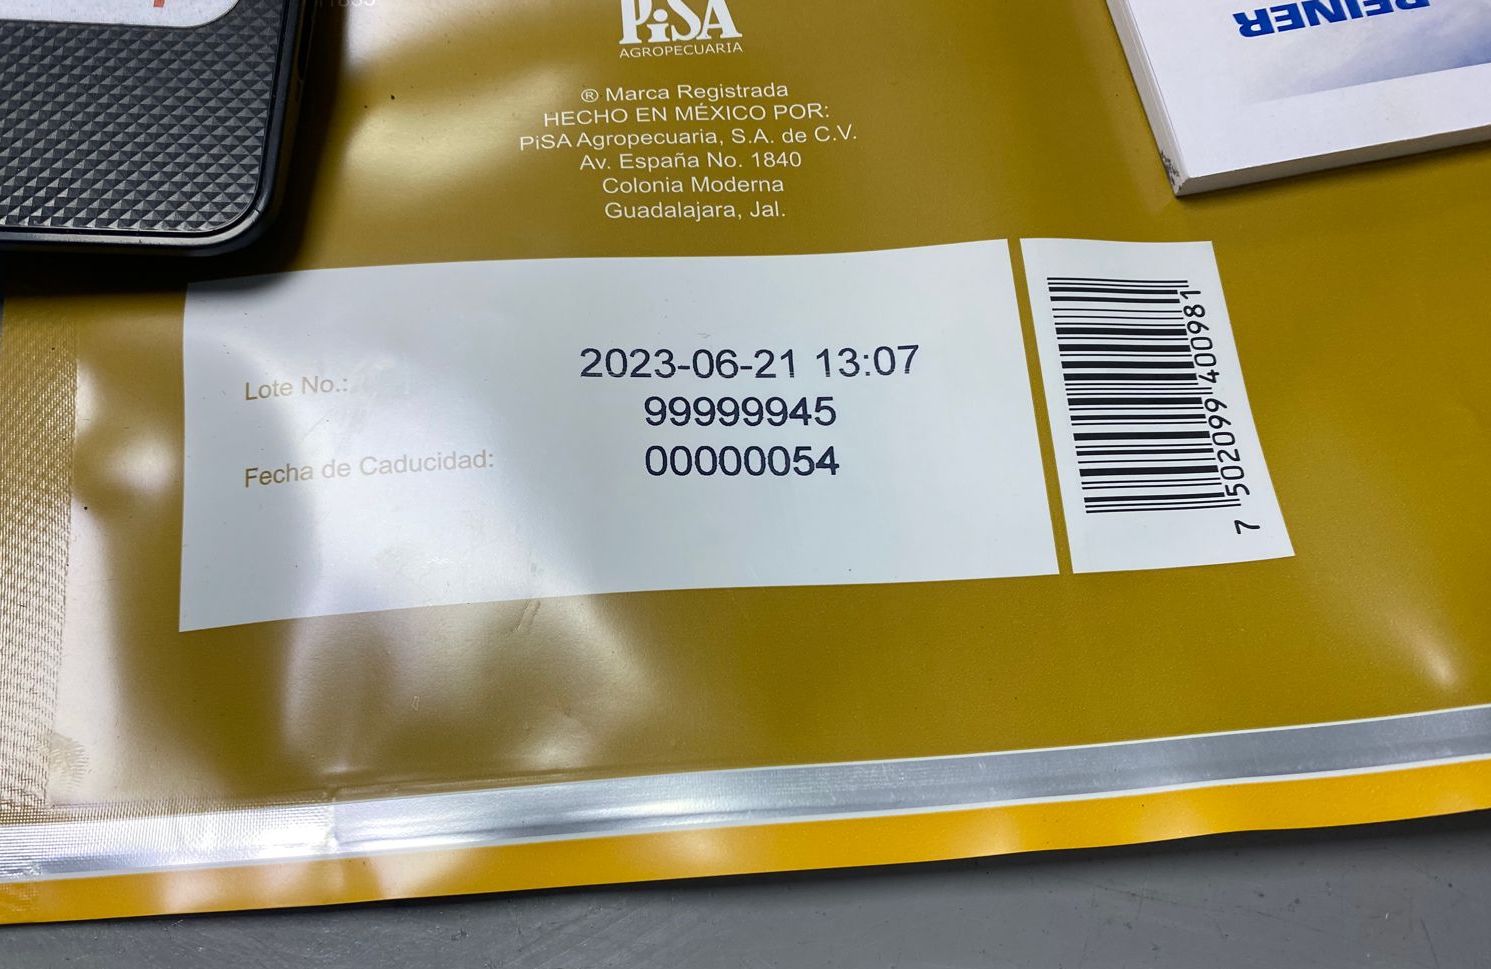 PiSA
AGROPECUARIA
® Marca Registrada
HECHO EN MÉXICO POR:
PiSA Agropecuaria, S.A. de C.V.
Av. España No. 1840
Colonia Moderna
Guadalajara, Jal.
REINER
Lote No.:
2023-06-21 13:07
99999945
Fecha de Caducidad:
00000054
7 502099 400981